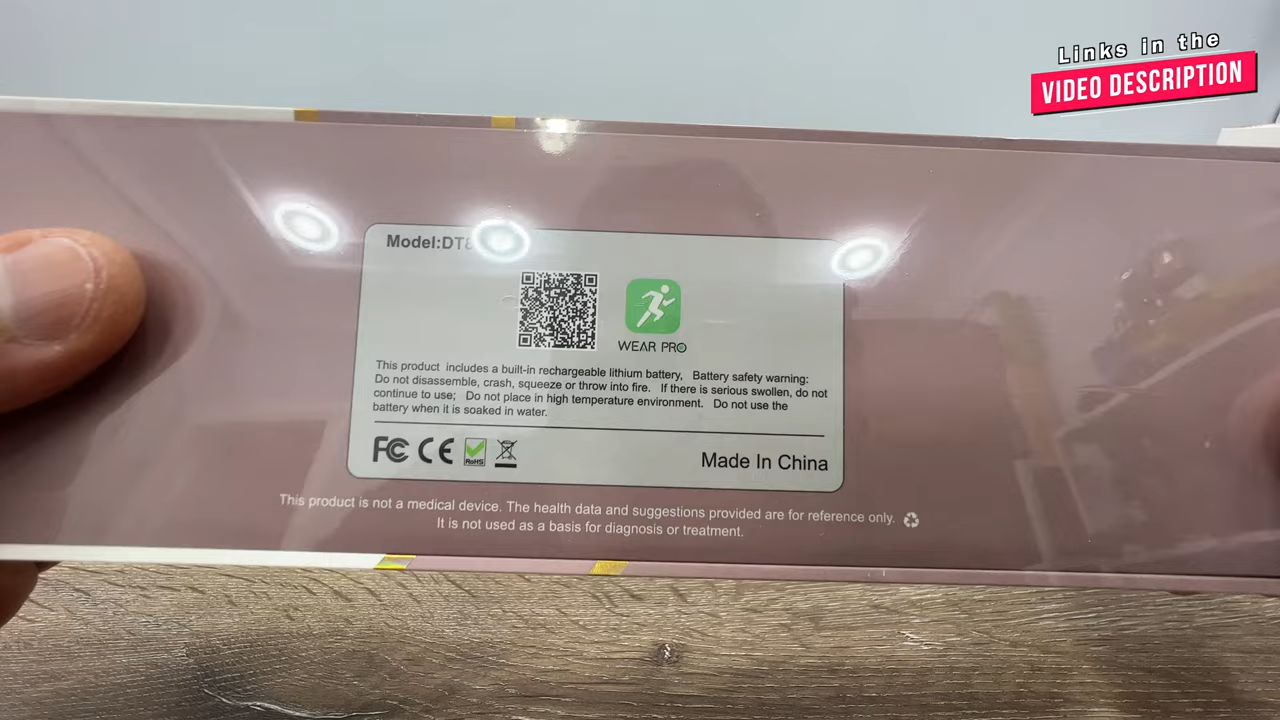 Links in the
VIDEO DESCRIPTION
Model:DT8
WEAR PRO
This product includes a built-in rechargeable lithium battery, Battery safety warning:
Do not disassemble, crash, squeeze or throw into fire. If there is serious swollen, do not
continue to use; Do not place in high temperature environment. Do not use the
battery when it is soaked in water.
FC CE RoHS
Made In China
This product is not a medical device. The health data and suggestions provided are for reference only.
It is not used as a basis for diagnosis or treatment.